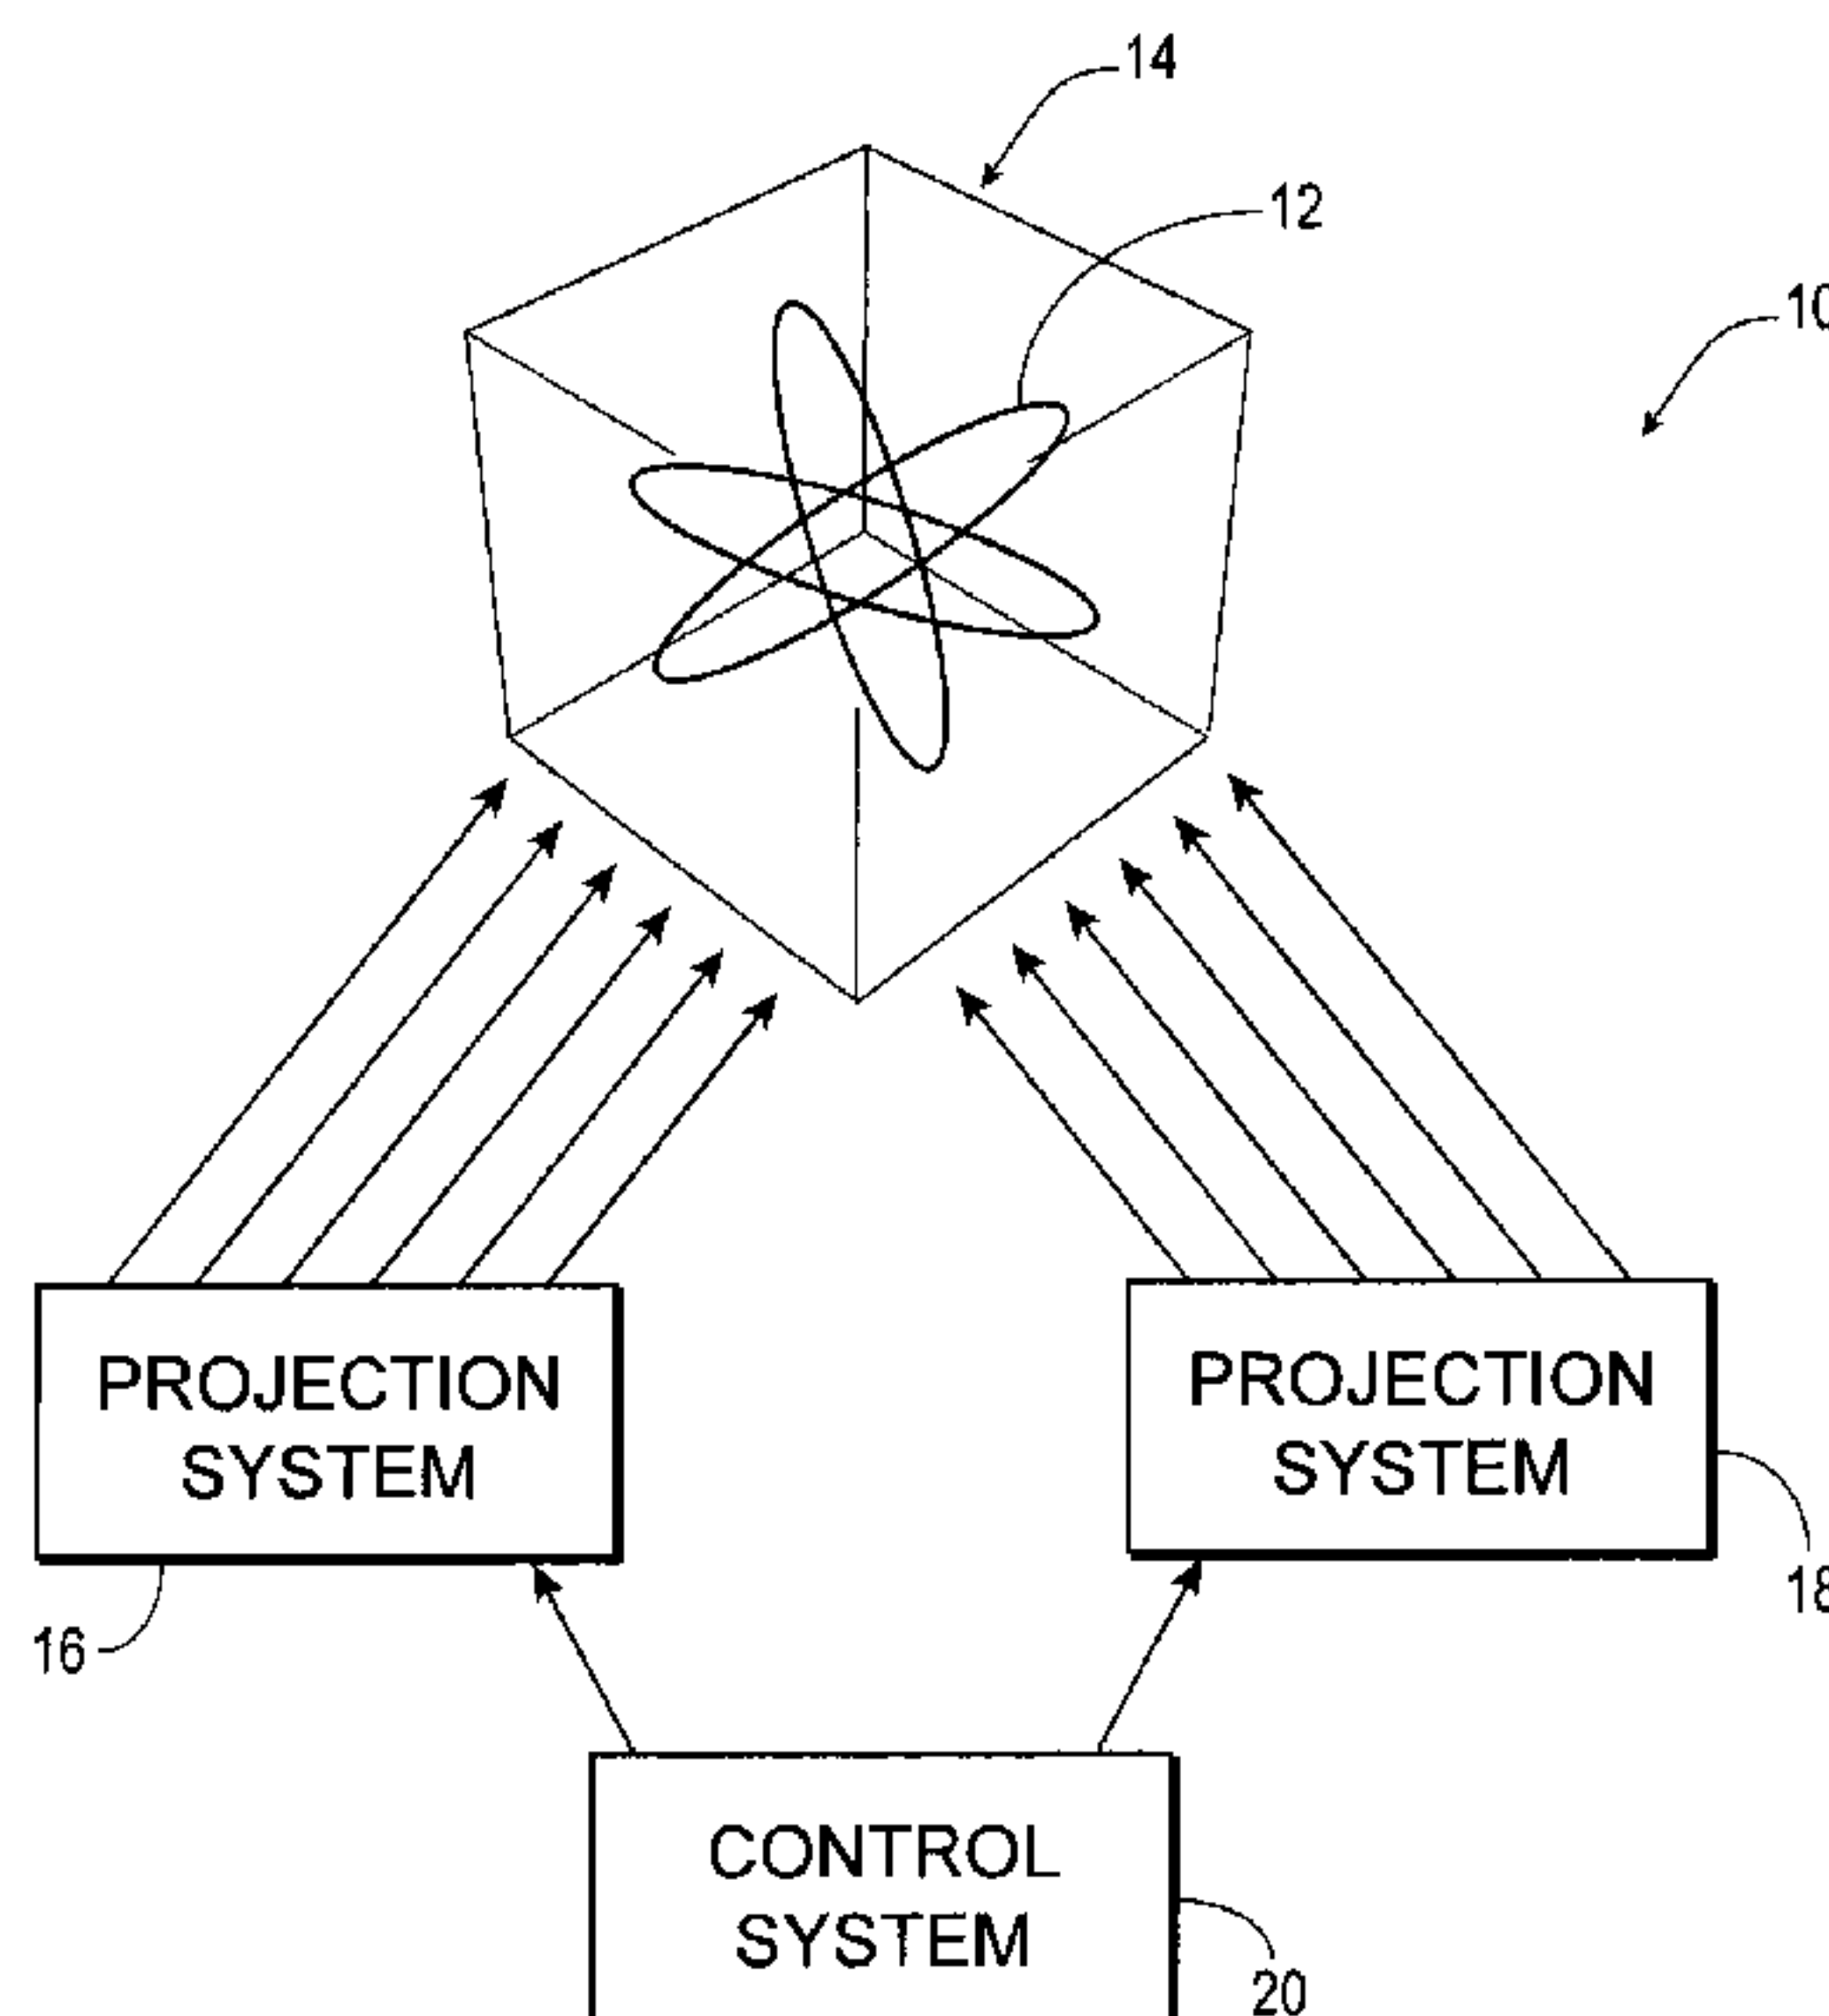 14
12
10
PROJECTION
SYSTEM
PROJECTION
SYSTEM
18
16
CONTROL
SYSTEM
20